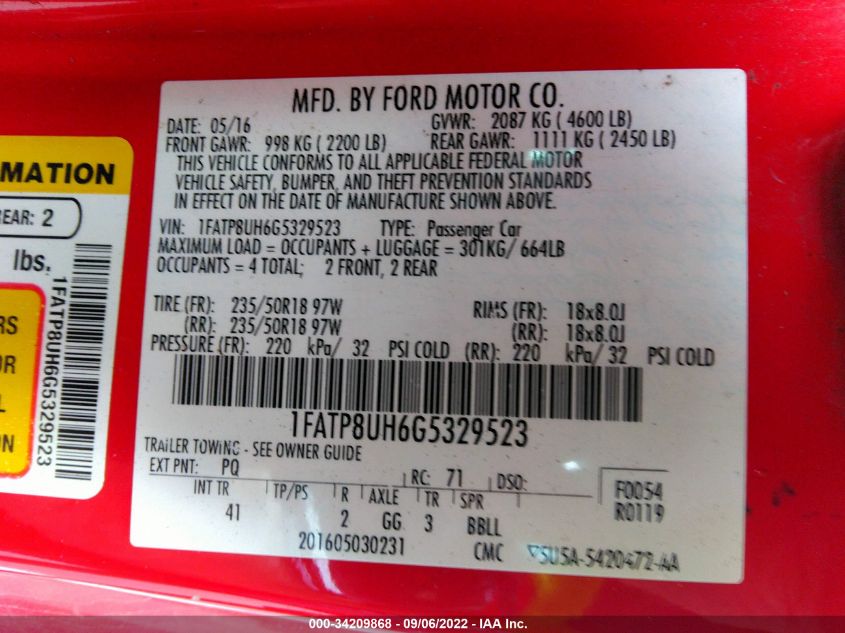 MFD. BY FORD MOTOR CO.
DATE: 05/16 GVWR: 2087 KG ( 4600 LB)
FRONT GAWR: 998 KG ( 2200 LB) REAR GAWR: 1111 KG ( 2450 LB)
THIS VEHICLE CONFORMS TO ALL APPLICABLE FEDERAL MOTOR
VEHICLE SAFETY, BUMPER, AND THEFT PREVENTION STANDARDS
IN EFFECT ON THE DATE OF MANUFACTURE SHOWN ABOVE.
VIN: 1FATP8UH6G5329523 TYPE: Passenger Car
MAXIMUM LOAD = OCCUPANTS + LUGGAGE = 301KG/ 664LB
OCCUPANTS = 4 TOTAL; 2 FRONT, 2 REAR
TIRE (FR): 235/50R18 97W RIMS (FR): 18x8.0J
(RR): 235/50R18 97W (RR): 18x8.0J
PRESSURE (FR): 220 kPa/ 32 PSI COLD (RR): 220 kPa/ 32 PSI COLD
1FATP8UH6G5329523
TRAILER TOWING - SEE OWNER GUIDE
EXT PNT: PQ RC: 71 DSO:
INT TR TP/PS R AXLE TR SPR
41 2 GG 3 BBLL
F0054
R0119
201605030231 CMC 5U5A-5420472-AA
MATION
EAR: 2
lbs.
RS
OR
L
ON
1FATP8UH6G5329523
000-34209868 - 09/06/2022 - IAA Inc.